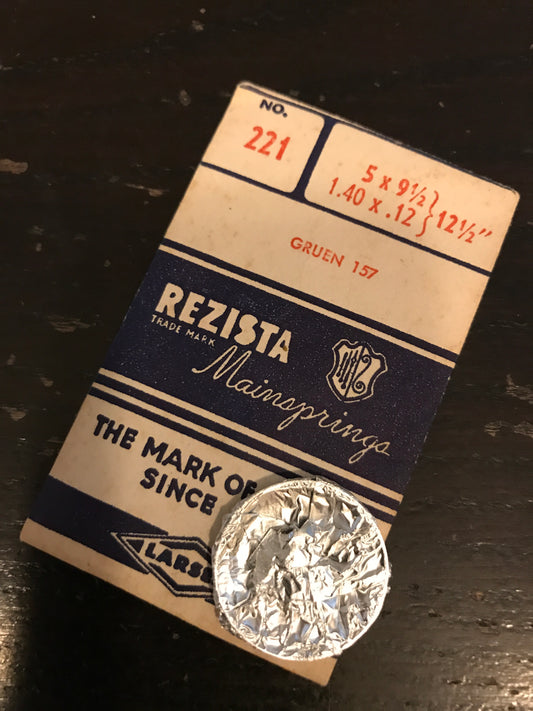 NO.
221
5 x 9½
1.40 x .12 } 12½"
GRUEN 157
REZISTA
TRADE MARK
Mainsprings
THE MARK OF
SINCE
LARSE